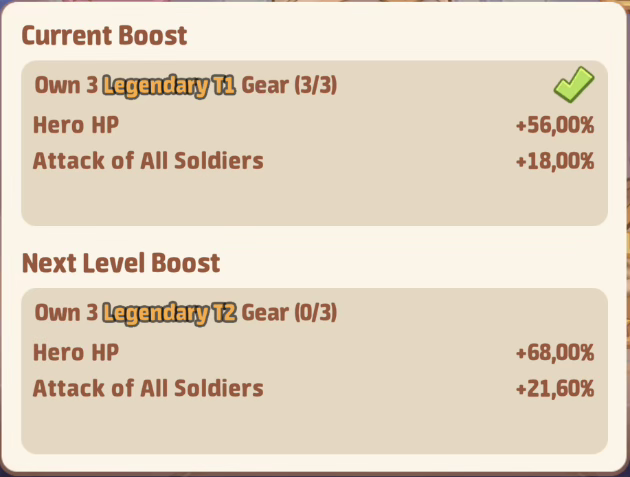 Current Boost
Own 3 Legendary T1 Gear (3/3)
Hero HP +56,00%
Attack of All Soldiers +18,00%
Next Level Boost
Own 3 Legendary T2 Gear (0/3)
Hero HP +68,00%
Attack of All Soldiers +21,60%